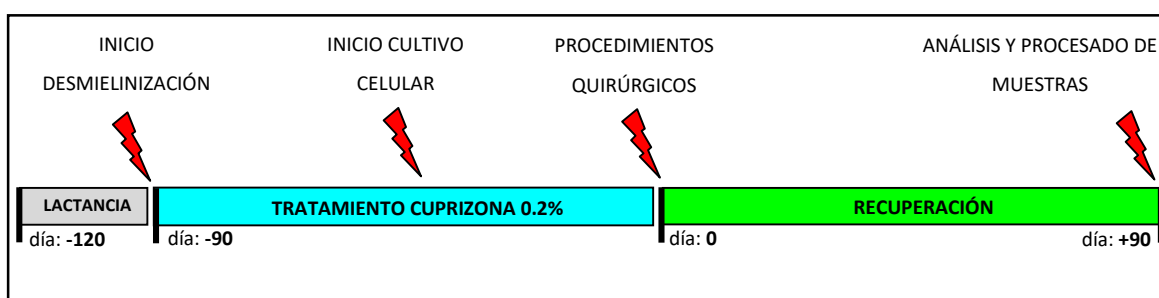 INICIO
DESMIELINIZACIÓN
INICIO CULTIVO
CELULAR
PROCEDIMIENTOS
QUIRÚRGICOS
ANÁLISIS Y PROCESADO DE
MUESTRAS
LACTANCIA
TRATAMIENTO CUPRIZONA 0.2%
RECUPERACIÓN
día: -120
día: -90
día: 0
día: +90